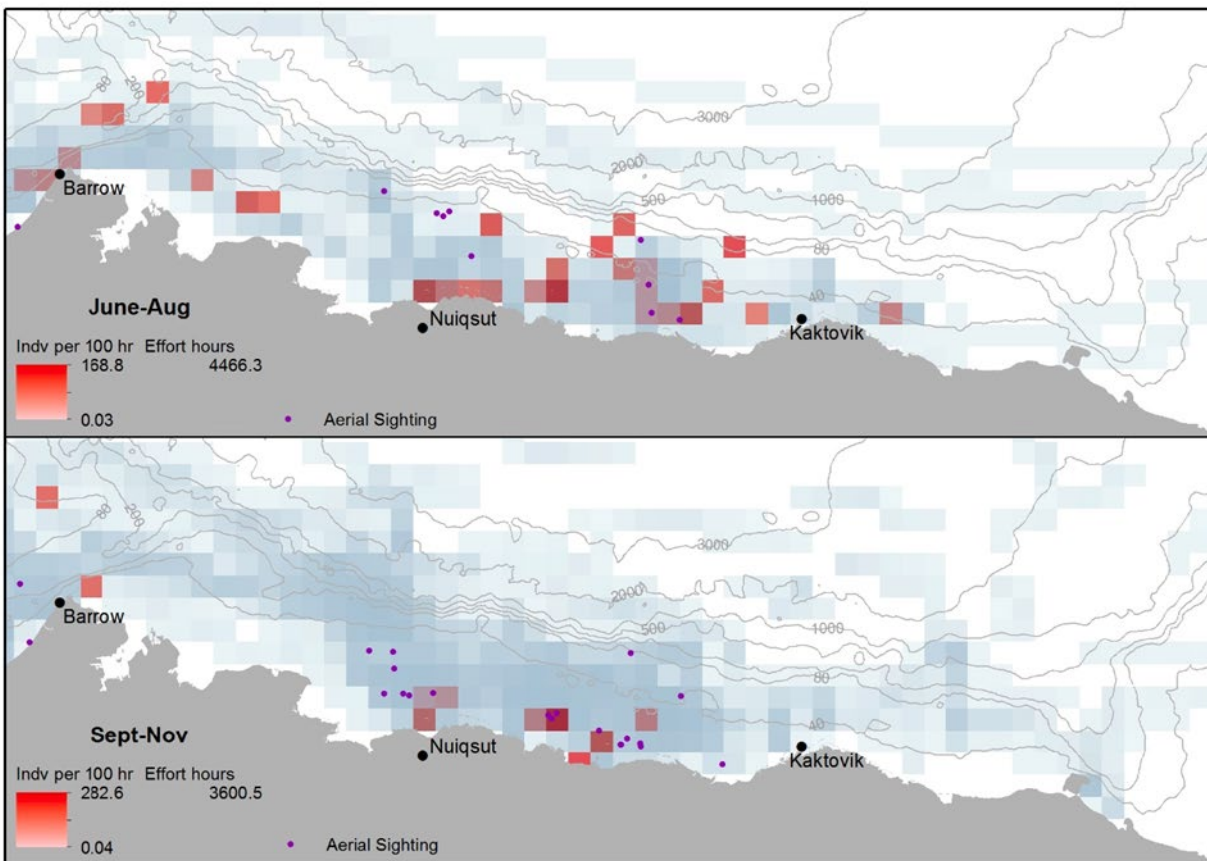 80
200
3000
2000
Barrow
500
1000
80
40
June-Aug
Nuiqsut
Kaktovik
Indv per 100 hr Effort hours
168.8 4466.3
0.03
Aerial Sighting
80
200
3000
2000
Barrow
500
1000
80
40
Sept-Nov
Nuiqsut
Kaktovik
Indv per 100 hr Effort hours
282.6 3600.5
0.04
Aerial Sighting